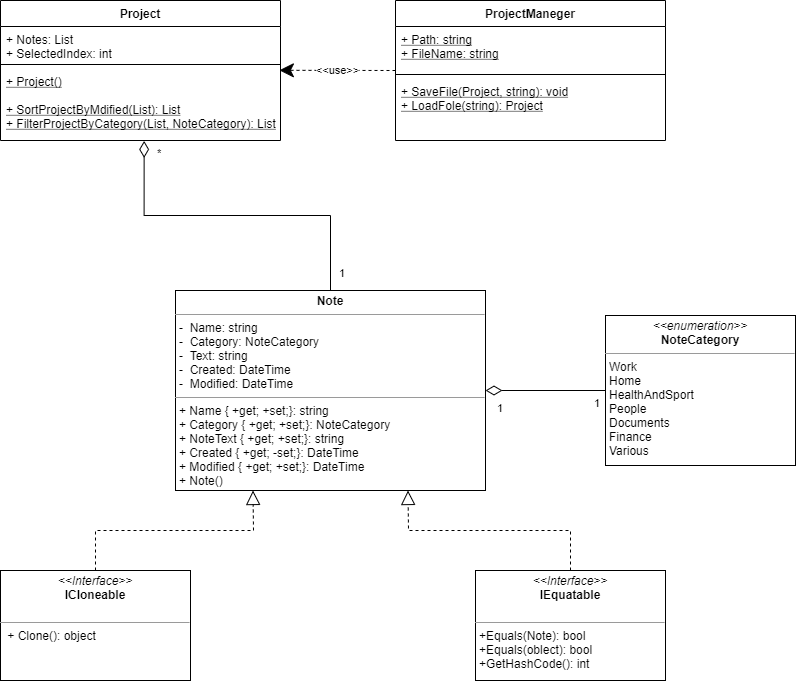 Project
+ Notes: List
+ SelectedIndex: int
+ Project()
+ SortProjectByMdified(List): List
+ FilterProjectByCategory(List, NoteCategory): List
ProjectManeger
+ Path: string
+ FileName: string
+ SaveFile(Project, string): void
+ LoadFole(string): Project
<<use>>
*
1
Note
- Name: string
- Category: NoteCategory
- Text: string
- Created: DateTime
- Modified: DateTime
+ Name { +get; +set;}: string
+ Category { +get; +set;}: NoteCategory
+ NoteText { +get; +set;}: string
+ Created { +get; -set;}: DateTime
+ Modified { +get; +set;}: DateTime
+ Note()
1
1
<<enumeration>>
NoteCategory
Work
Home
HealthAndSport
People
Documents
Finance
Various
<<Interface>>
ICloneable
+ Clone(): object
<<Interface>>
IEquatable
+Equals(Note): bool
+Equals(oblect): bool
+GetHashCode(): int